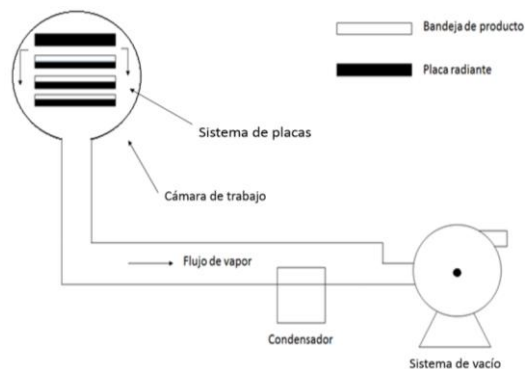 Bandeja de producto
Placa radiante
Sistema de placas
Cámara de trabajo
Flujo de vapor
Condensador
Sistema de vacío